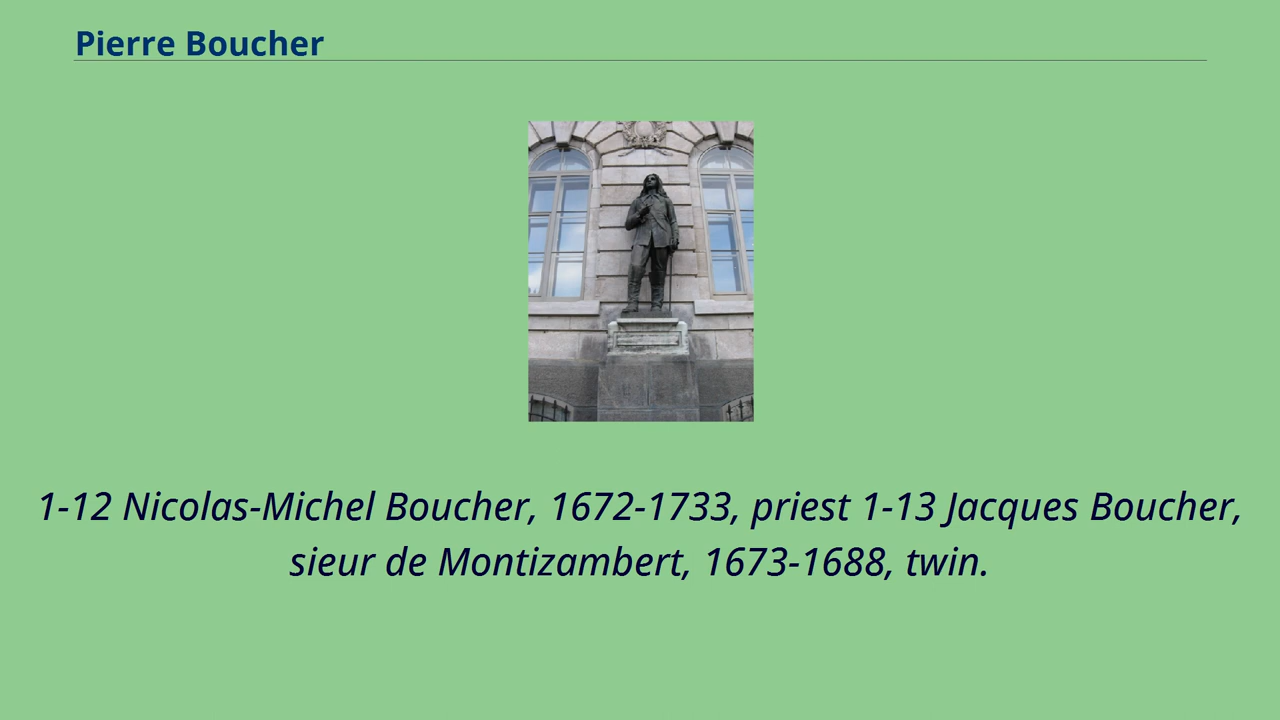 Pierre Boucher
1-12 Nicolas-Michel Boucher, 1672-1733, priest 1-13 Jacques Boucher,
sieur de Montizambert, 1673-1688, twin.